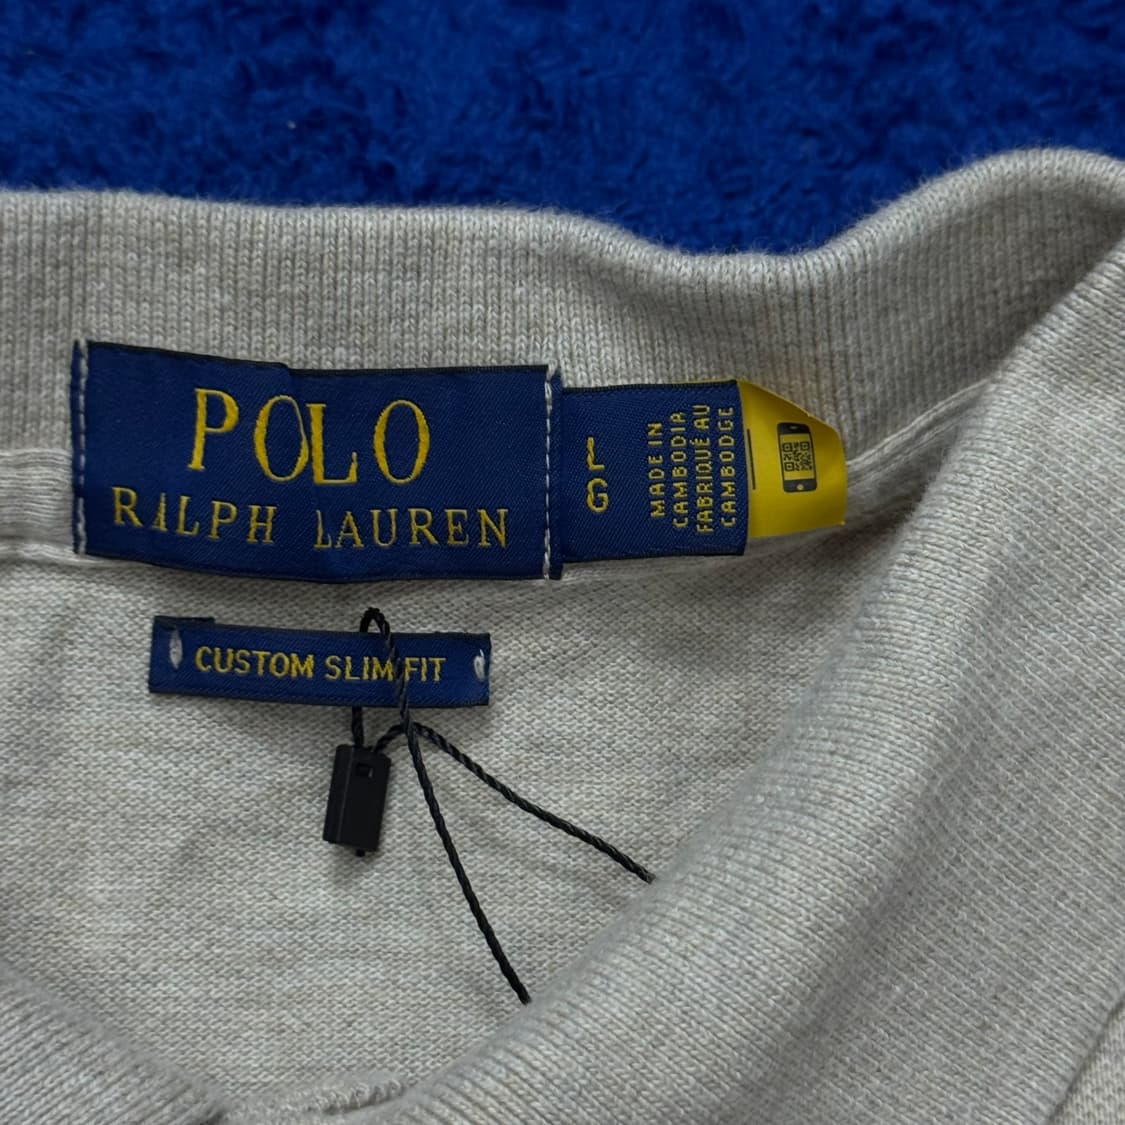 POLO
RALPH LAUREN
L
G
MADE IN
CAMBODIA
FABRIQUÉ AU
CAMBODGE
CUSTOM SLIM FIT